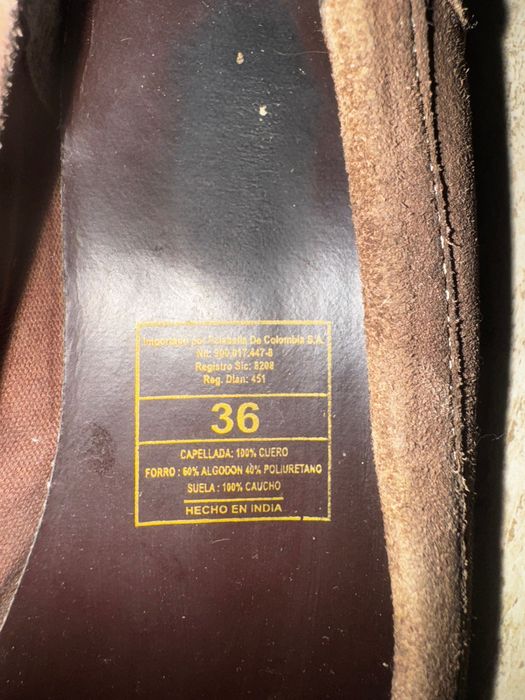 Importado por Falabella De Colombia S.A.
Nit: 900.017.447-8
Registro Sic: 8208
Reg. Dian: 451
36
CAPELLADA: 100% CUERO
FORRO : 60% ALGODON 40% POLIURETANO
SUELA : 100% CAUCHO
HECHO EN INDIA